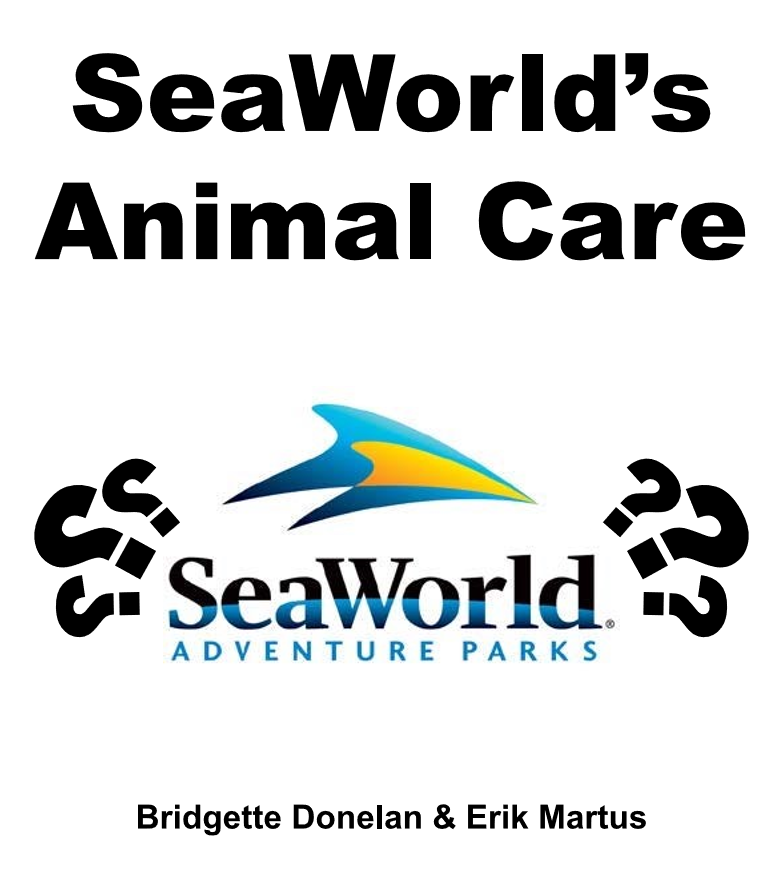 SeaWorld’s
Animal Care
???
???
SeaWorld®
ADVENTURE PARKS
Bridgette Donelan & Erik Martus